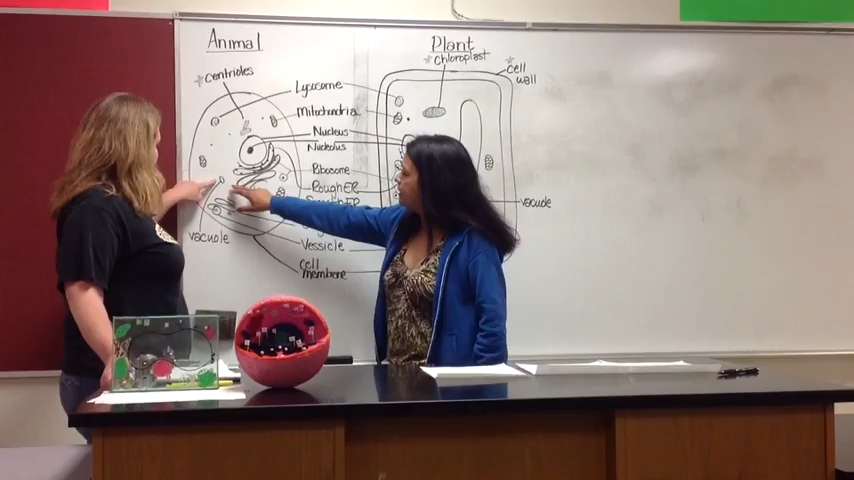 Animal
Plant
☆Centrioles
☆Chloroplast
☆Cell
wall
Lysosome
Mitochondria
Nucleus
Nucleolus
Ribosome
Rough ER
vacuole
vacuole
Vessicle
Cell
membrane